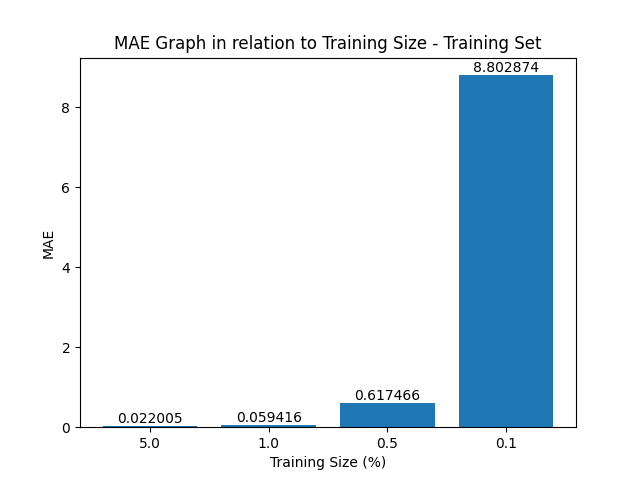 MAE Graph in relation to Training Size - Training Set
8.802874
8
6
4
2
0
MAE
0.617466
0.059416
0.022005
5.0 1.0 0.5 0.1
Training Size (%)